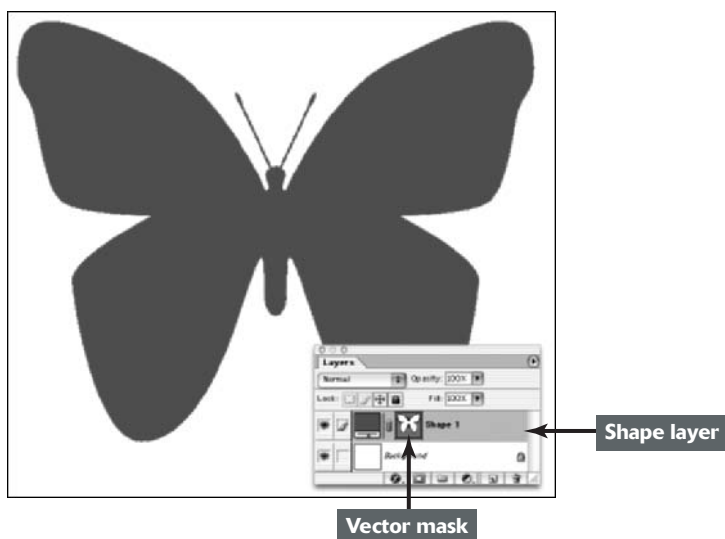 Layers
Normal Opacity: 100%
Lock: Fill: 100%
Shape 1
Background
Shape layer
Vector mask